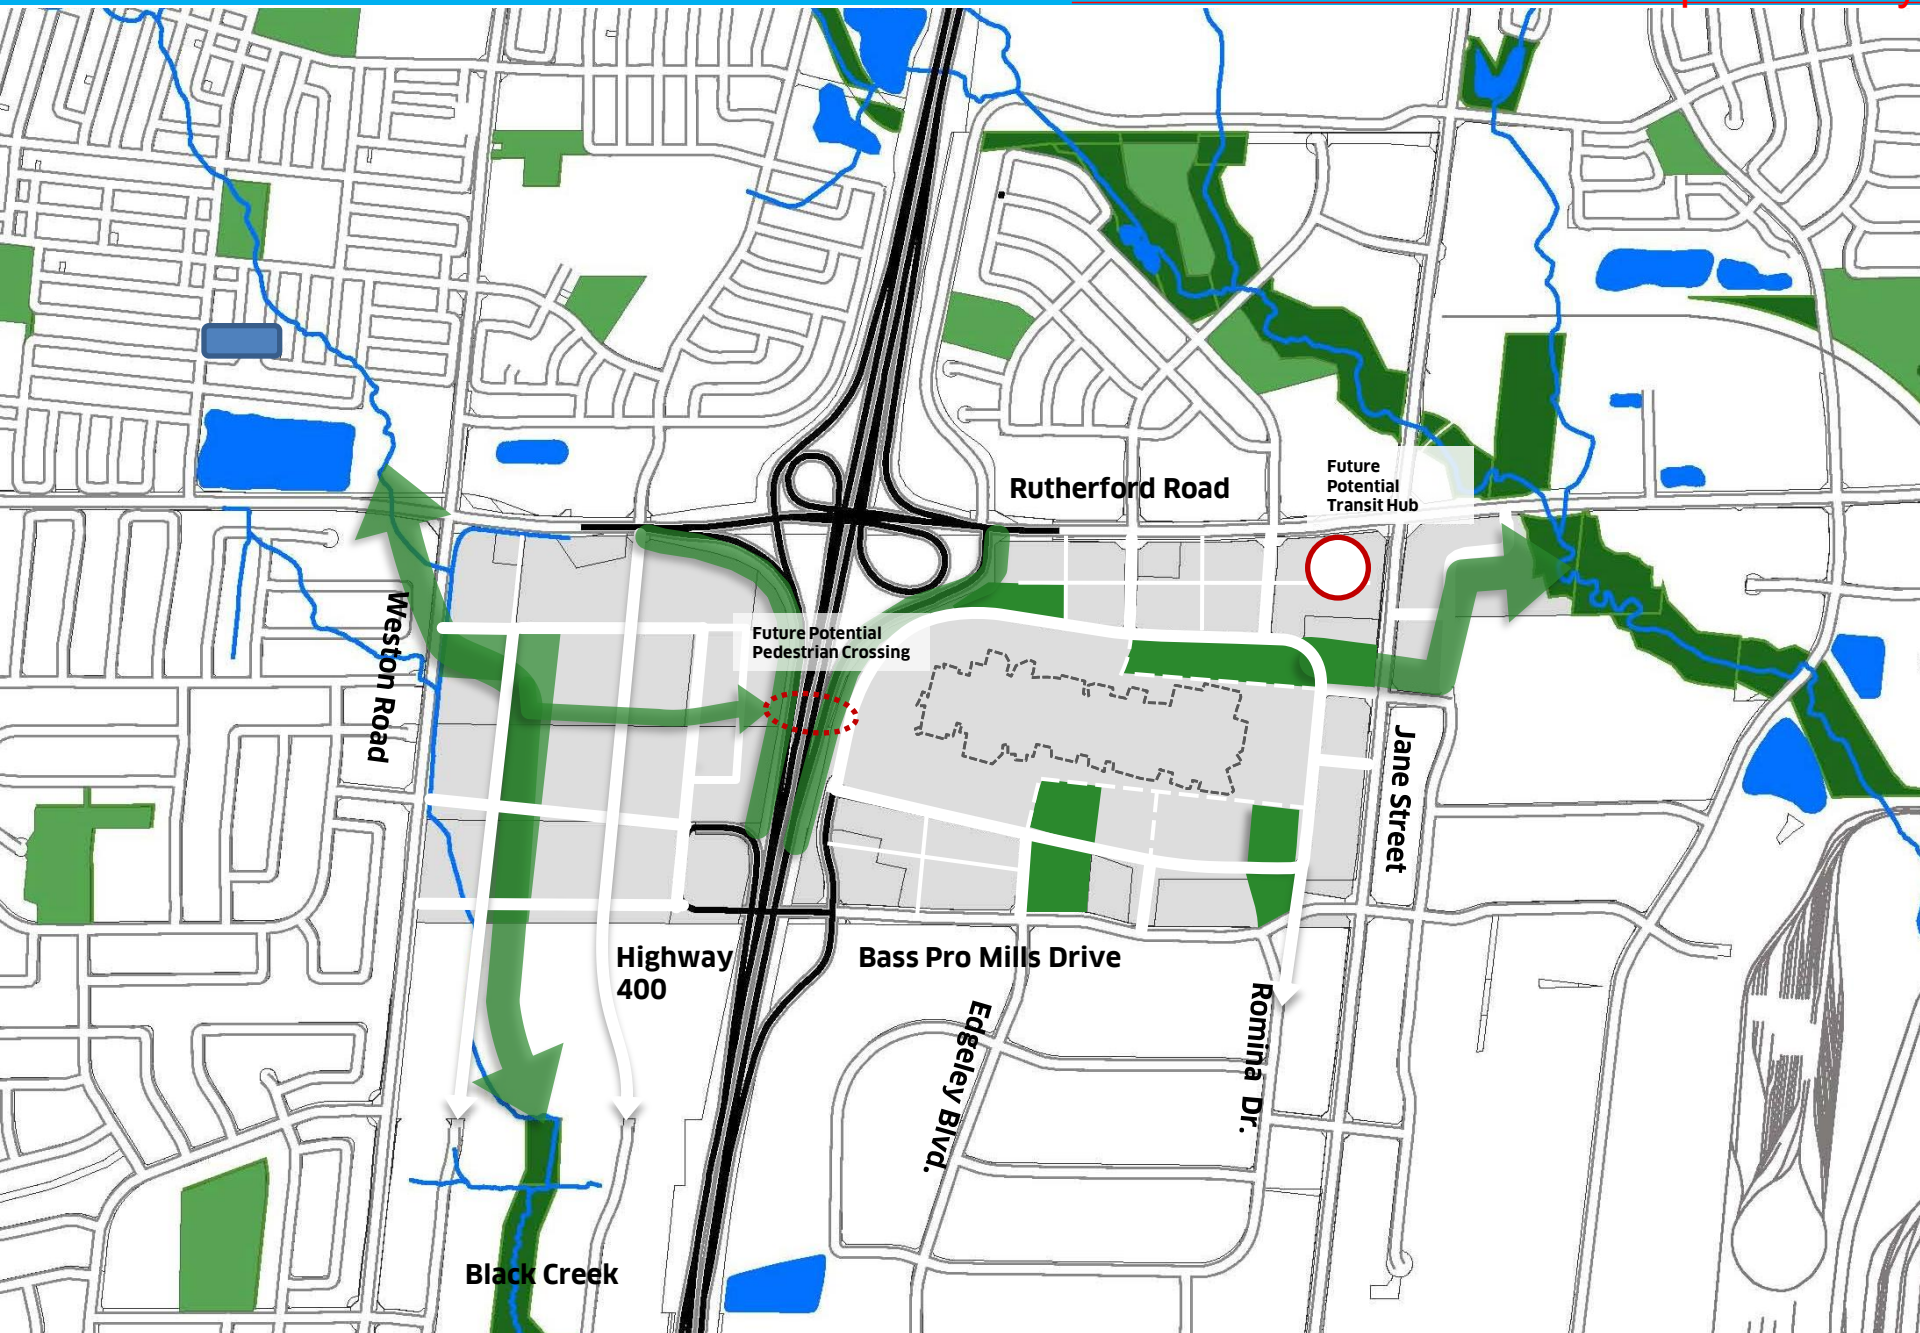 Rutherford Road
Future
Potential
Transit Hub
Weston Road
Future Potential
Pedestrian Crossing
Jane Street
Highway
400
Bass Pro Mills Drive
Edgeley Blvd.
Romina Dr.
Black Creek